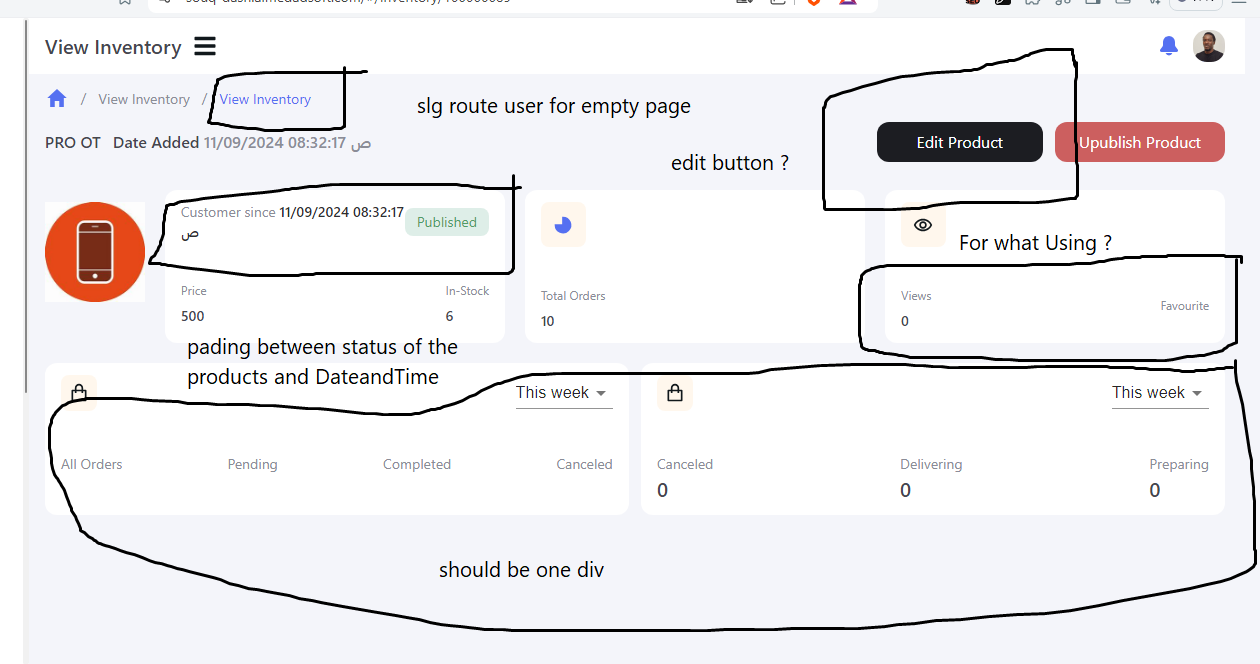 View Inventory
/ View Inventory / View Inventory
slg route user for empty page
PRO OT Date Added 11/09/2024 08:32:17 ص
Edit Product
Upublish Product
edit button ?
Customer since 11/09/2024 08:32:17
ص
Published
For what Using ?
Price
In-Stock
500
6
Total Orders
10
Views
Favourite
0
pading between status of the
products and DateandTime
This week
This week
All Orders
Pending
Completed
Canceled
Canceled
Delivering
Preparing
0
0
0
should be one div